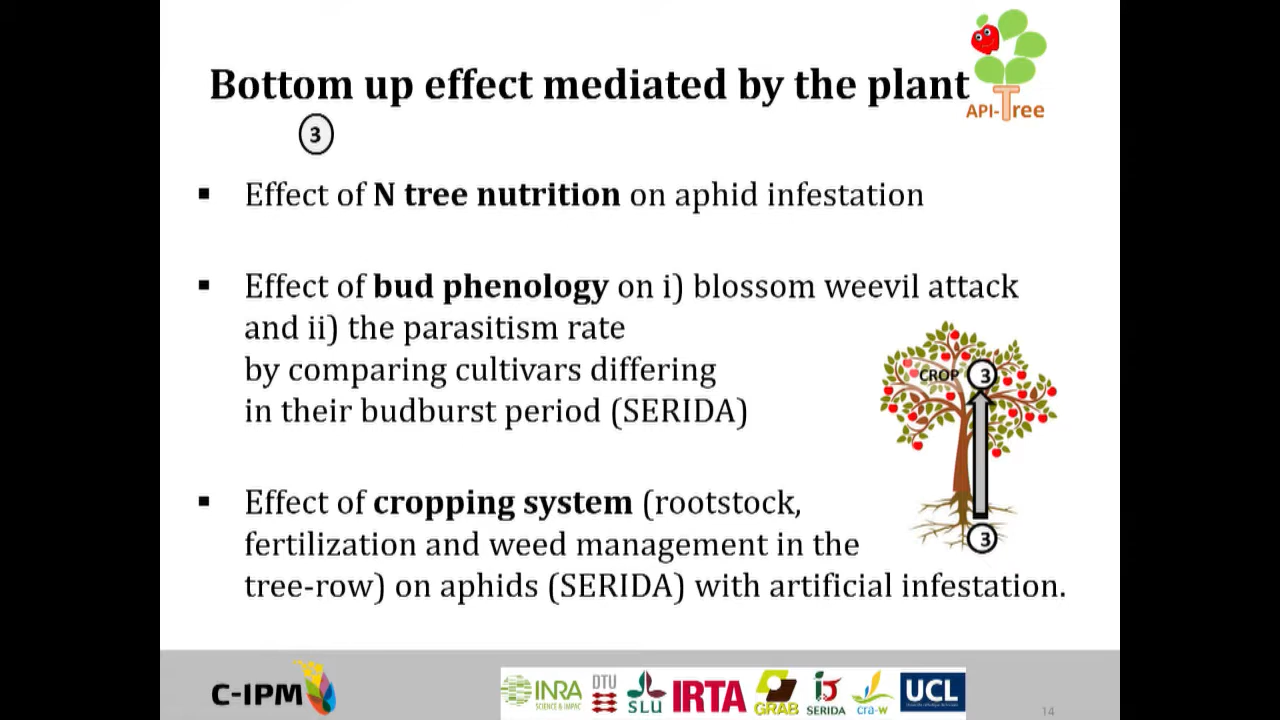 Bottom up effect mediated by the plant
API-Tree
3
▪ Effect of N tree nutrition on aphid infestation
▪ Effect of bud phenology on i) blossom weevil attack
and ii) the parasitism rate
by comparing cultivars differing
in their budburst period (SERIDA)
CROP 3
▪ Effect of cropping system (rootstock,
fertilization and weed management in the
3
tree-row) on aphids (SERIDA) with artificial infestation.
C-IPM
INRA
SCIENCE & IMPACT
DTU
SLU
IRTA
GRAB
SERIDA
cra-w
UCL
14